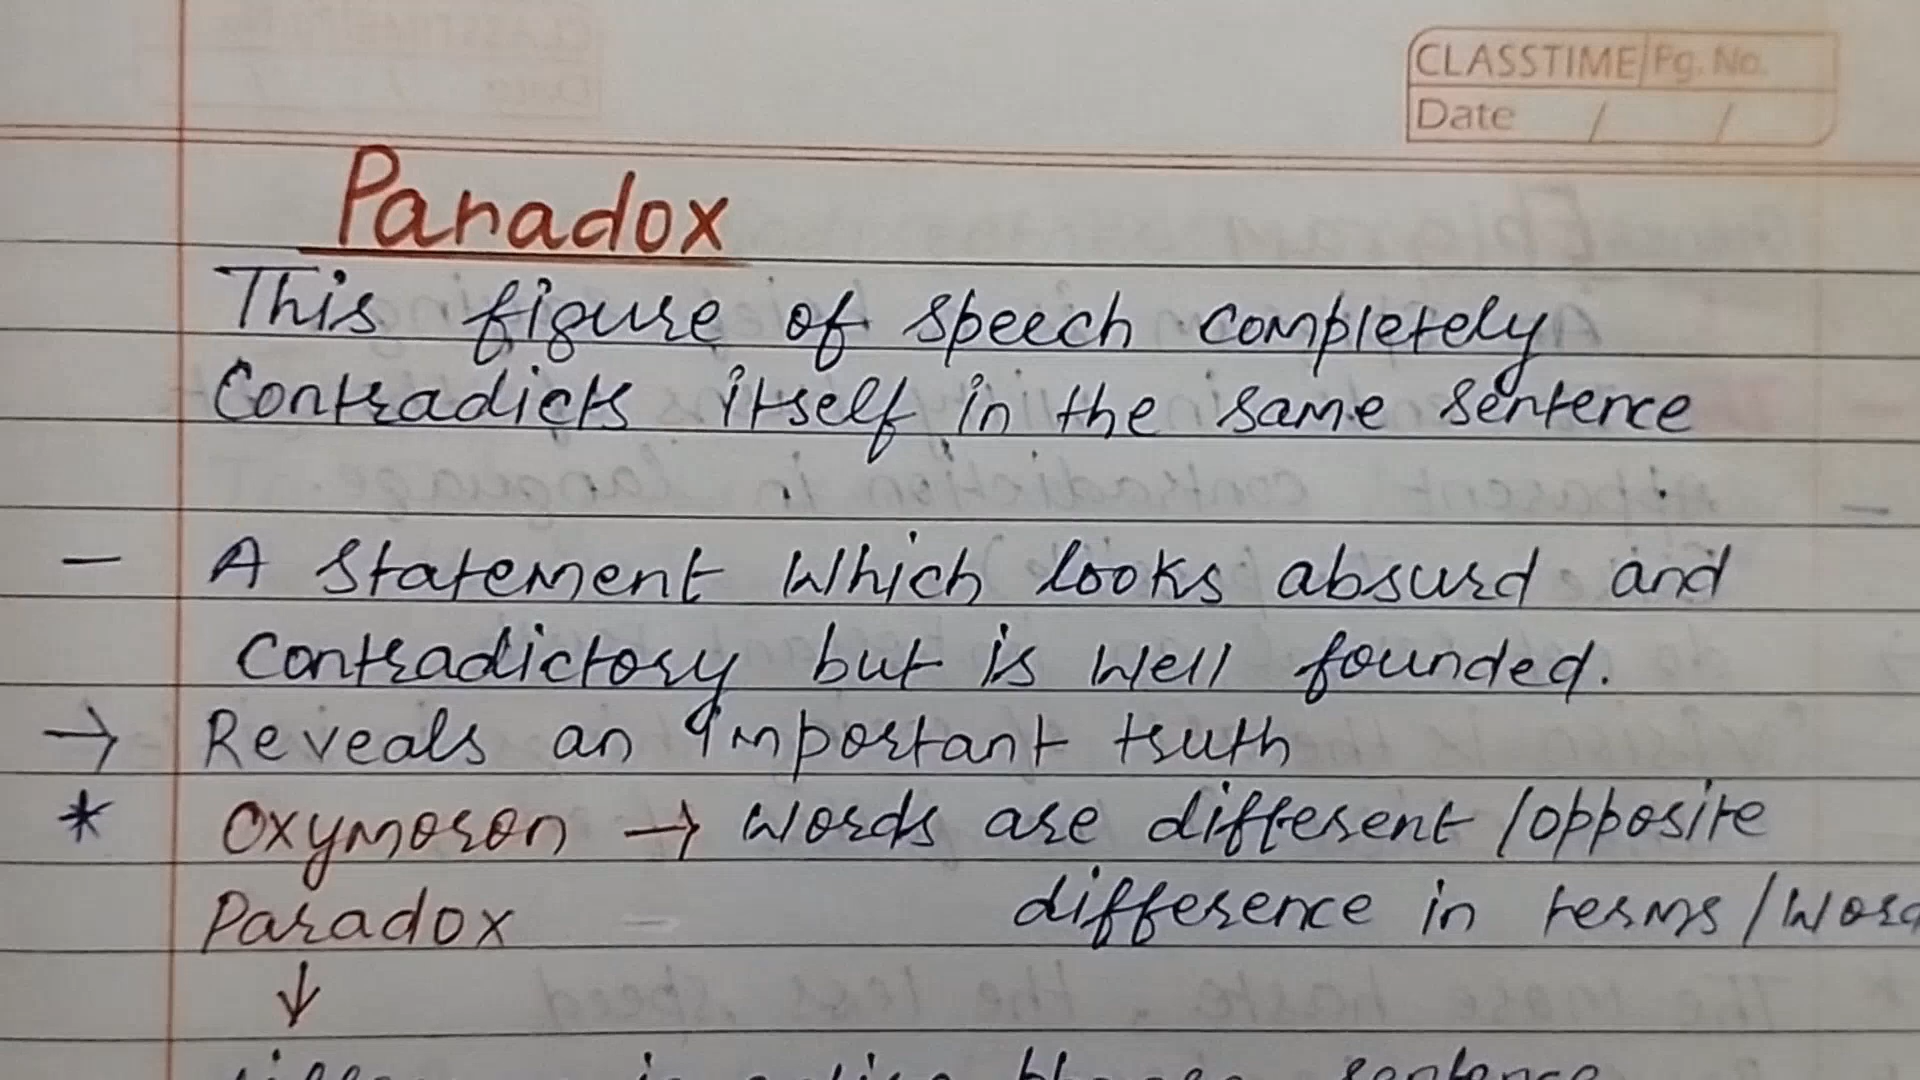 CLASSTIME Pg. No.
Date / /
Paradox
This figure of speech completely
Contradicts itself in the same sentence
- A Statement Which looks absurd and
Contradictory but is Well founded.
→ Reveals an important truth
* Oxymoron → Words are different / opposite
Paradox difference in terms /
↓
sentence